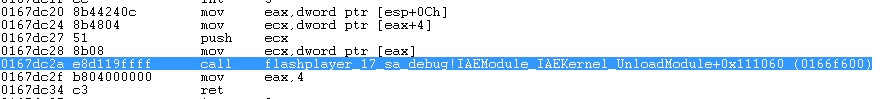 0167dc20 8b44240c mov eax,dword ptr [esp+0Ch]
0167dc24 8b4804 mov ecx,dword ptr [eax+4]
0167dc27 51 push ecx
0167dc28 8b08 mov ecx,dword ptr [eax]
0167dc2a e8d119ffff call flashplayer_17_sa_debug!IAEModule_IAEKernel_UnloadModule+0x111060 (0166f600)
0167dc2f b804000000 mov eax,4
0167dc34 c3 ret